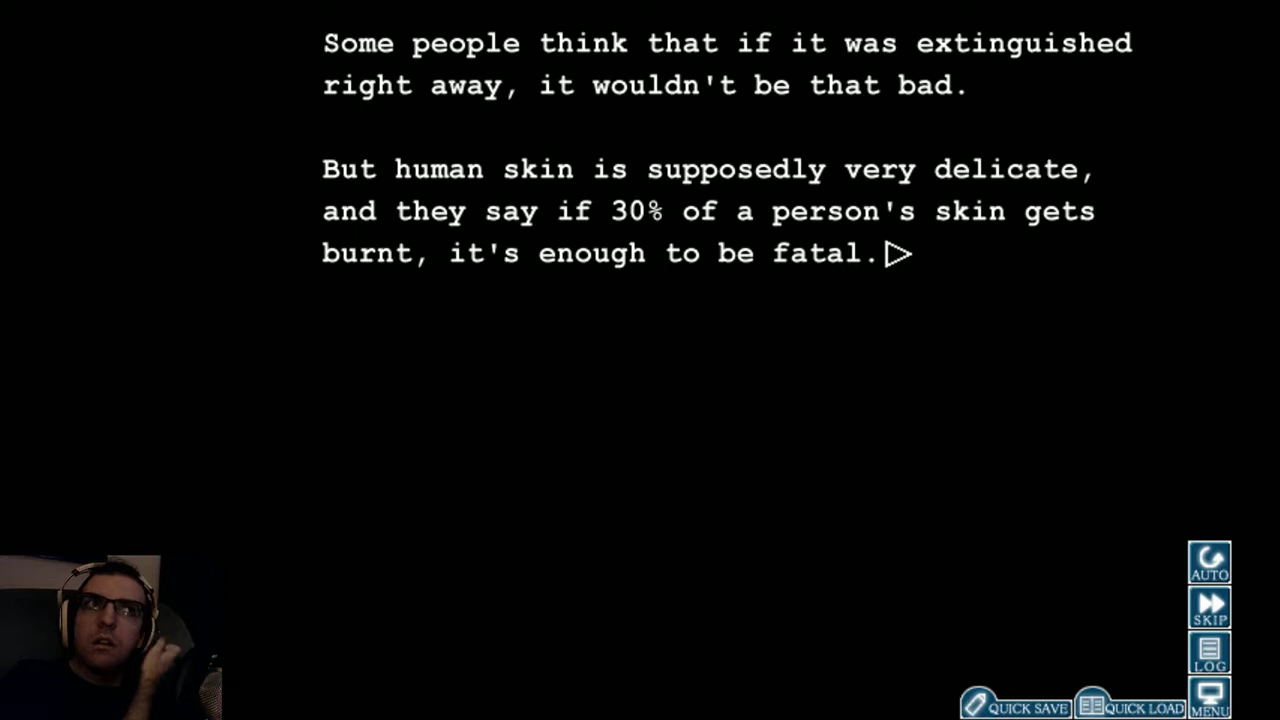 Some people think that if it was extinguished
right away, it wouldn't be that bad.
But human skin is supposedly very delicate,
and they say if 30% of a person's skin gets
burnt, it's enough to be fatal.
AUTO
SKIP
LOG
MENU
QUICK SAVE
QUICK LOAD